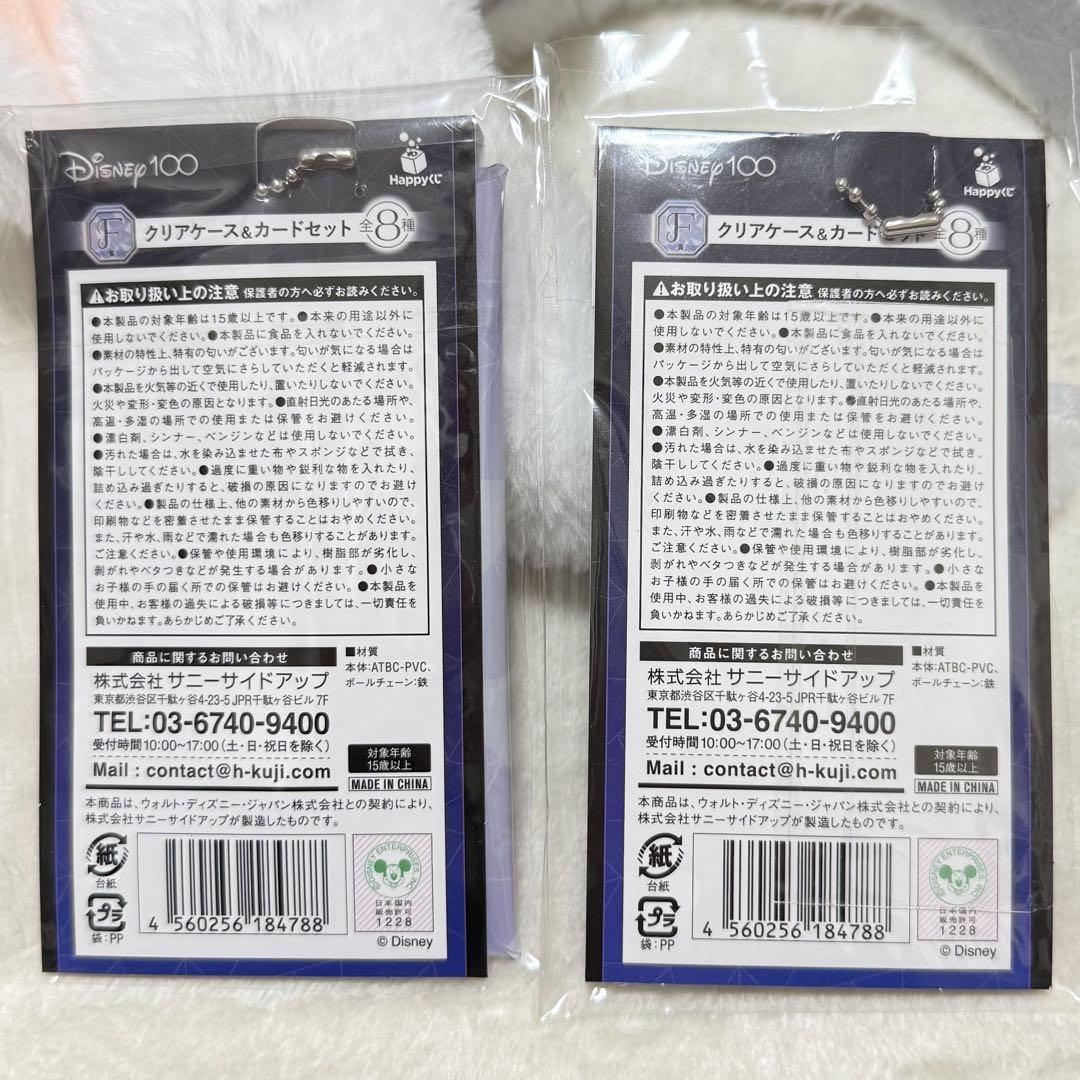 Disney100
Happyくじ
F賞 クリアケース&カードセット 全8種
⚠お取り扱い上の注意 保護者の方へ必ずお読みください。
●本製品の対象年齢は15歳以上です。●本来の用途以外に
使用しないでください。●本製品に食品を入れないでください。
●素材の特性上、特有の匂いがございます。匂いが気になる場合は
パッケージから出して空気にさらしていただくと軽減されます。
●本製品を火気等の近くで使用したり、置いたりしないでください。
火災や変形・変色の原因となります。●直射日光のあたる場所や、
高温・多湿の場所での使用または保管をお避けください。
●漂白剤、シンナー、ベンジンなどは使用しないでください。
●汚れた場合は、水を染み込ませた布やスポンジなどで拭き、
陰干ししてください。●過度に重い物や鋭利な物を入れたり、
詰め込み過ぎたりすると、破損の原因になりますのでお避け
ください。●製品の仕様上、他の素材から色移りしやすいので、
印刷物などを密着させたまま保管することはおやめください。
また、汗や水、雨などで濡れた場合も色移りすることがあります。
ご注意ください。●保管や使用環境により、樹脂部が劣化し、
剥がれやベタつきなどが発生する場合があります。●小さな
お子様の手の届く所での保管はお避けください。●本製品を
使用中、お客様の過失による破損等につきましては、一切責任を
負いかねます。あらかじめご了承ください。
商品に関するお問い合わせ
株式会社 サニーサイドアップ
東京都渋谷区千駄ヶ谷4-23-5 JPR千駄ヶ谷ビル 7F
TEL:03-6740-9400
受付時間 10:00~17:00(土・日・祝日を除く)
Mail : contact@h-kuji.com
■材質
本体:ATBC-PVC、
ボールチェーン:鉄
対象年齢
15歳以上
MADE IN CHINA
本商品は、ウォルト・ディズニー・ジャパン株式会社との契約により、
株式会社サニーサイドアップが製造したものです。
紙
台紙
プラ
袋:PP
4 560256 184788
©DISNEY ENTERPRISES, INC.
日本国内
販売許可
1228
© Disney
Disney100
Happyくじ
F賞 クリアケース&カードセット 全8種
⚠お取り扱い上の注意 保護者の方へ必ずお読みください。
●本製品の対象年齢は15歳以上です。●本来の用途以外に
使用しないでください。●本製品に食品を入れないでください。
●素材の特性上、特有の匂いがございます。匂いが気になる場合は
パッケージから出して空気にさらしていただくと軽減されます。
●本製品を火気等の近くで使用したり、置いたりしないでください。
火災や変形・変色の原因となります。●直射日光のあたる場所や、
高温・多湿の場所での使用または保管をお避けください。
●漂白剤、シンナー、ベンジンなどは使用しないでください。
●汚れた場合は、水を染み込ませた布やスポンジなどで拭き、
陰干ししてください。●過度に重い物や鋭利な物を入れたり、
詰め込み過ぎたりすると、破損の原因になりますのでお避け
ください。●製品の仕様上、他の素材から色移りしやすいので、
印刷物などを密着させたまま保管することはおやめください。
また、汗や水、雨などで濡れた場合も色移りすることがあります。
ご注意ください。●保管や使用環境により、樹脂部が劣化し、
剥がれやベタつきなどが発生する場合があります。●小さな
お子様の手の届く所での保管はお避けください。●本製品を
使用中、お客様の過失による破損等につきましては、一切責任を
負いかねます。あらかじめご了承ください。
商品に関するお問い合わせ
株式会社 サニーサイドアップ
東京都渋谷区千駄ヶ谷4-23-5 JPR千駄ヶ谷ビル 7F
TEL:03-6740-9400
受付時間 10:00~17:00(土・日・祝日を除く)
Mail : contact@h-kuji.com
■材質
本体:ATBC-PVC、
ボールチェーン:鉄
対象年齢
15歳以上
MADE IN CHINA
本商品は、ウォルト・ディズニー・ジャパン株式会社との契約により、
株式会社サニーサイドアップが製造したものです。
紙
台紙
プラ
袋:PP
4 560256 184788
©DISNEY ENTERPRISES, INC.
日本国内
販売許可
1228
© Disney